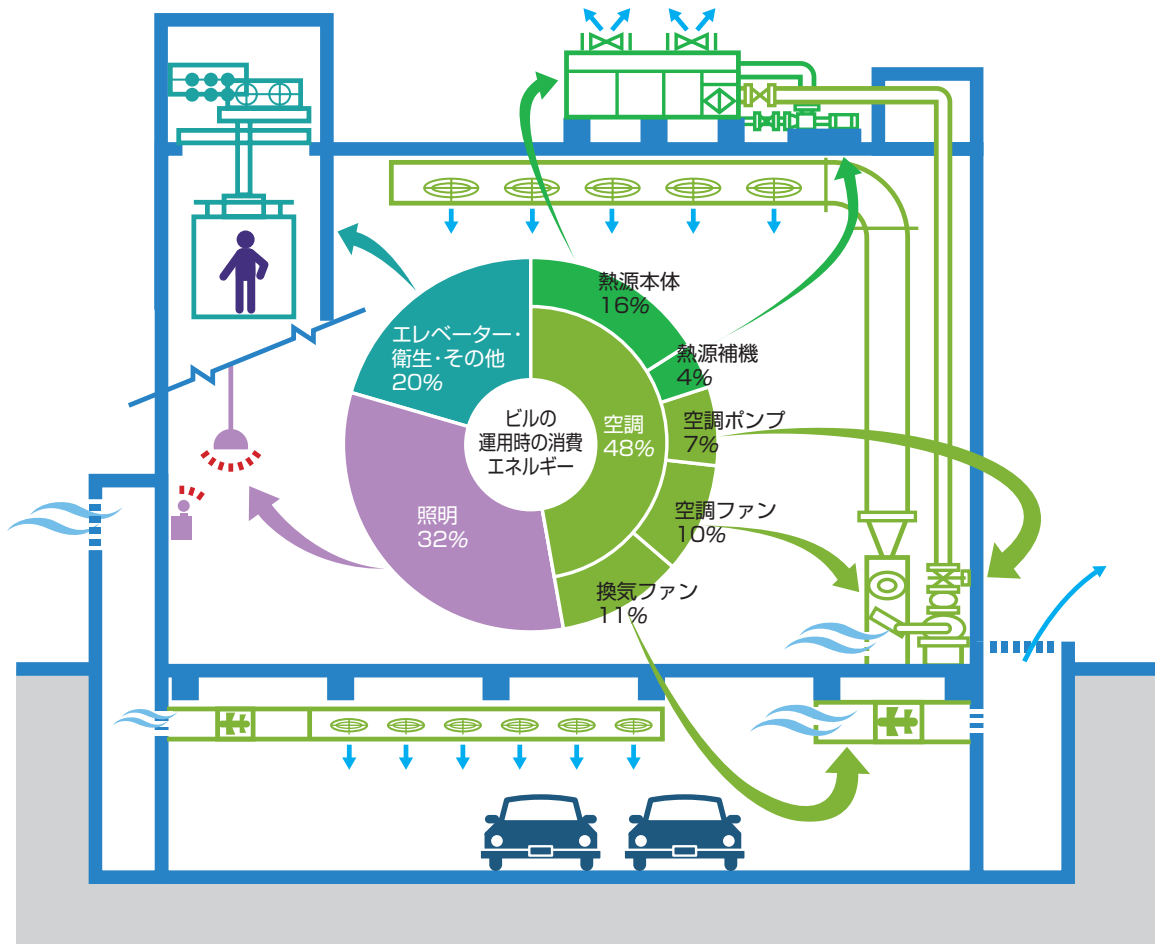 熱源本体
16%
熱源補機
4%
空調ポンプ
7%
空調ファン
10%
換気ファン
11%
空調
48%
照明
32%
エレベーター・
衛生・その他
20%
ビルの
運用時の消費
エネルギー